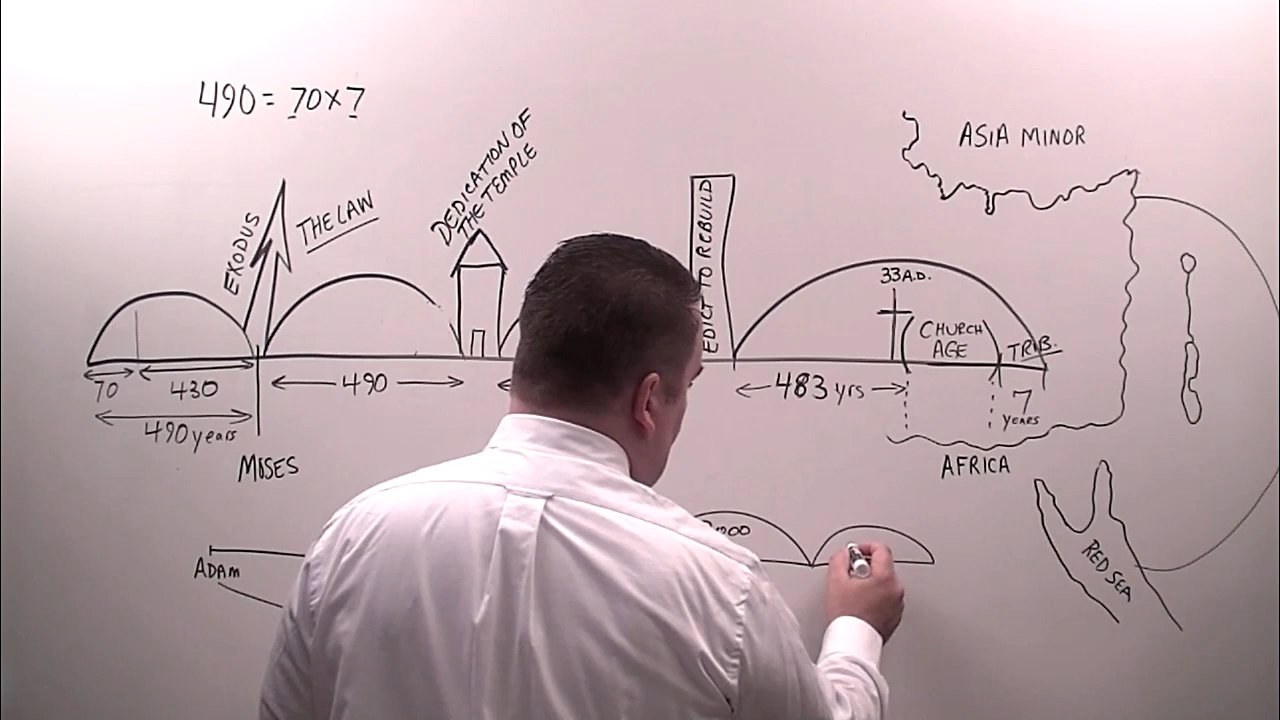 490 = 70 x 7
EXODUS
THE LAW
DEDICATION OF
THE TEMPLE
EDICT TO REBUILD
33 A.D.
CHURCH
AGE
TRIB.
ASIA MINOR
70
430
490
483 yrs
7
years
490 years
MOSES
AFRICA
RED SEA
ADAM